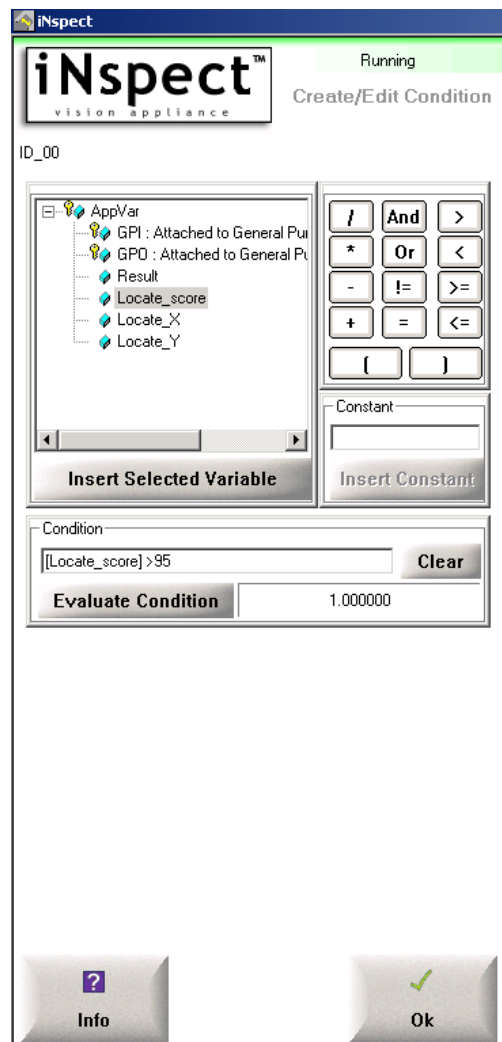 iNspect
iNspect™
vision appliance
Running
Create/Edit Condition
ID_00
AppVar
GPI : Attached to General Pur
GPO : Attached to General Pu
Result
Locate_score
Locate_X
Locate_Y
Insert Selected Variable
/ And >
* Or <
- != >=
+ = <=
( )
Constant
Insert Constant
Condition
[Locate_score] >95
Clear
Evaluate Condition
1.000000
? Info
Ok